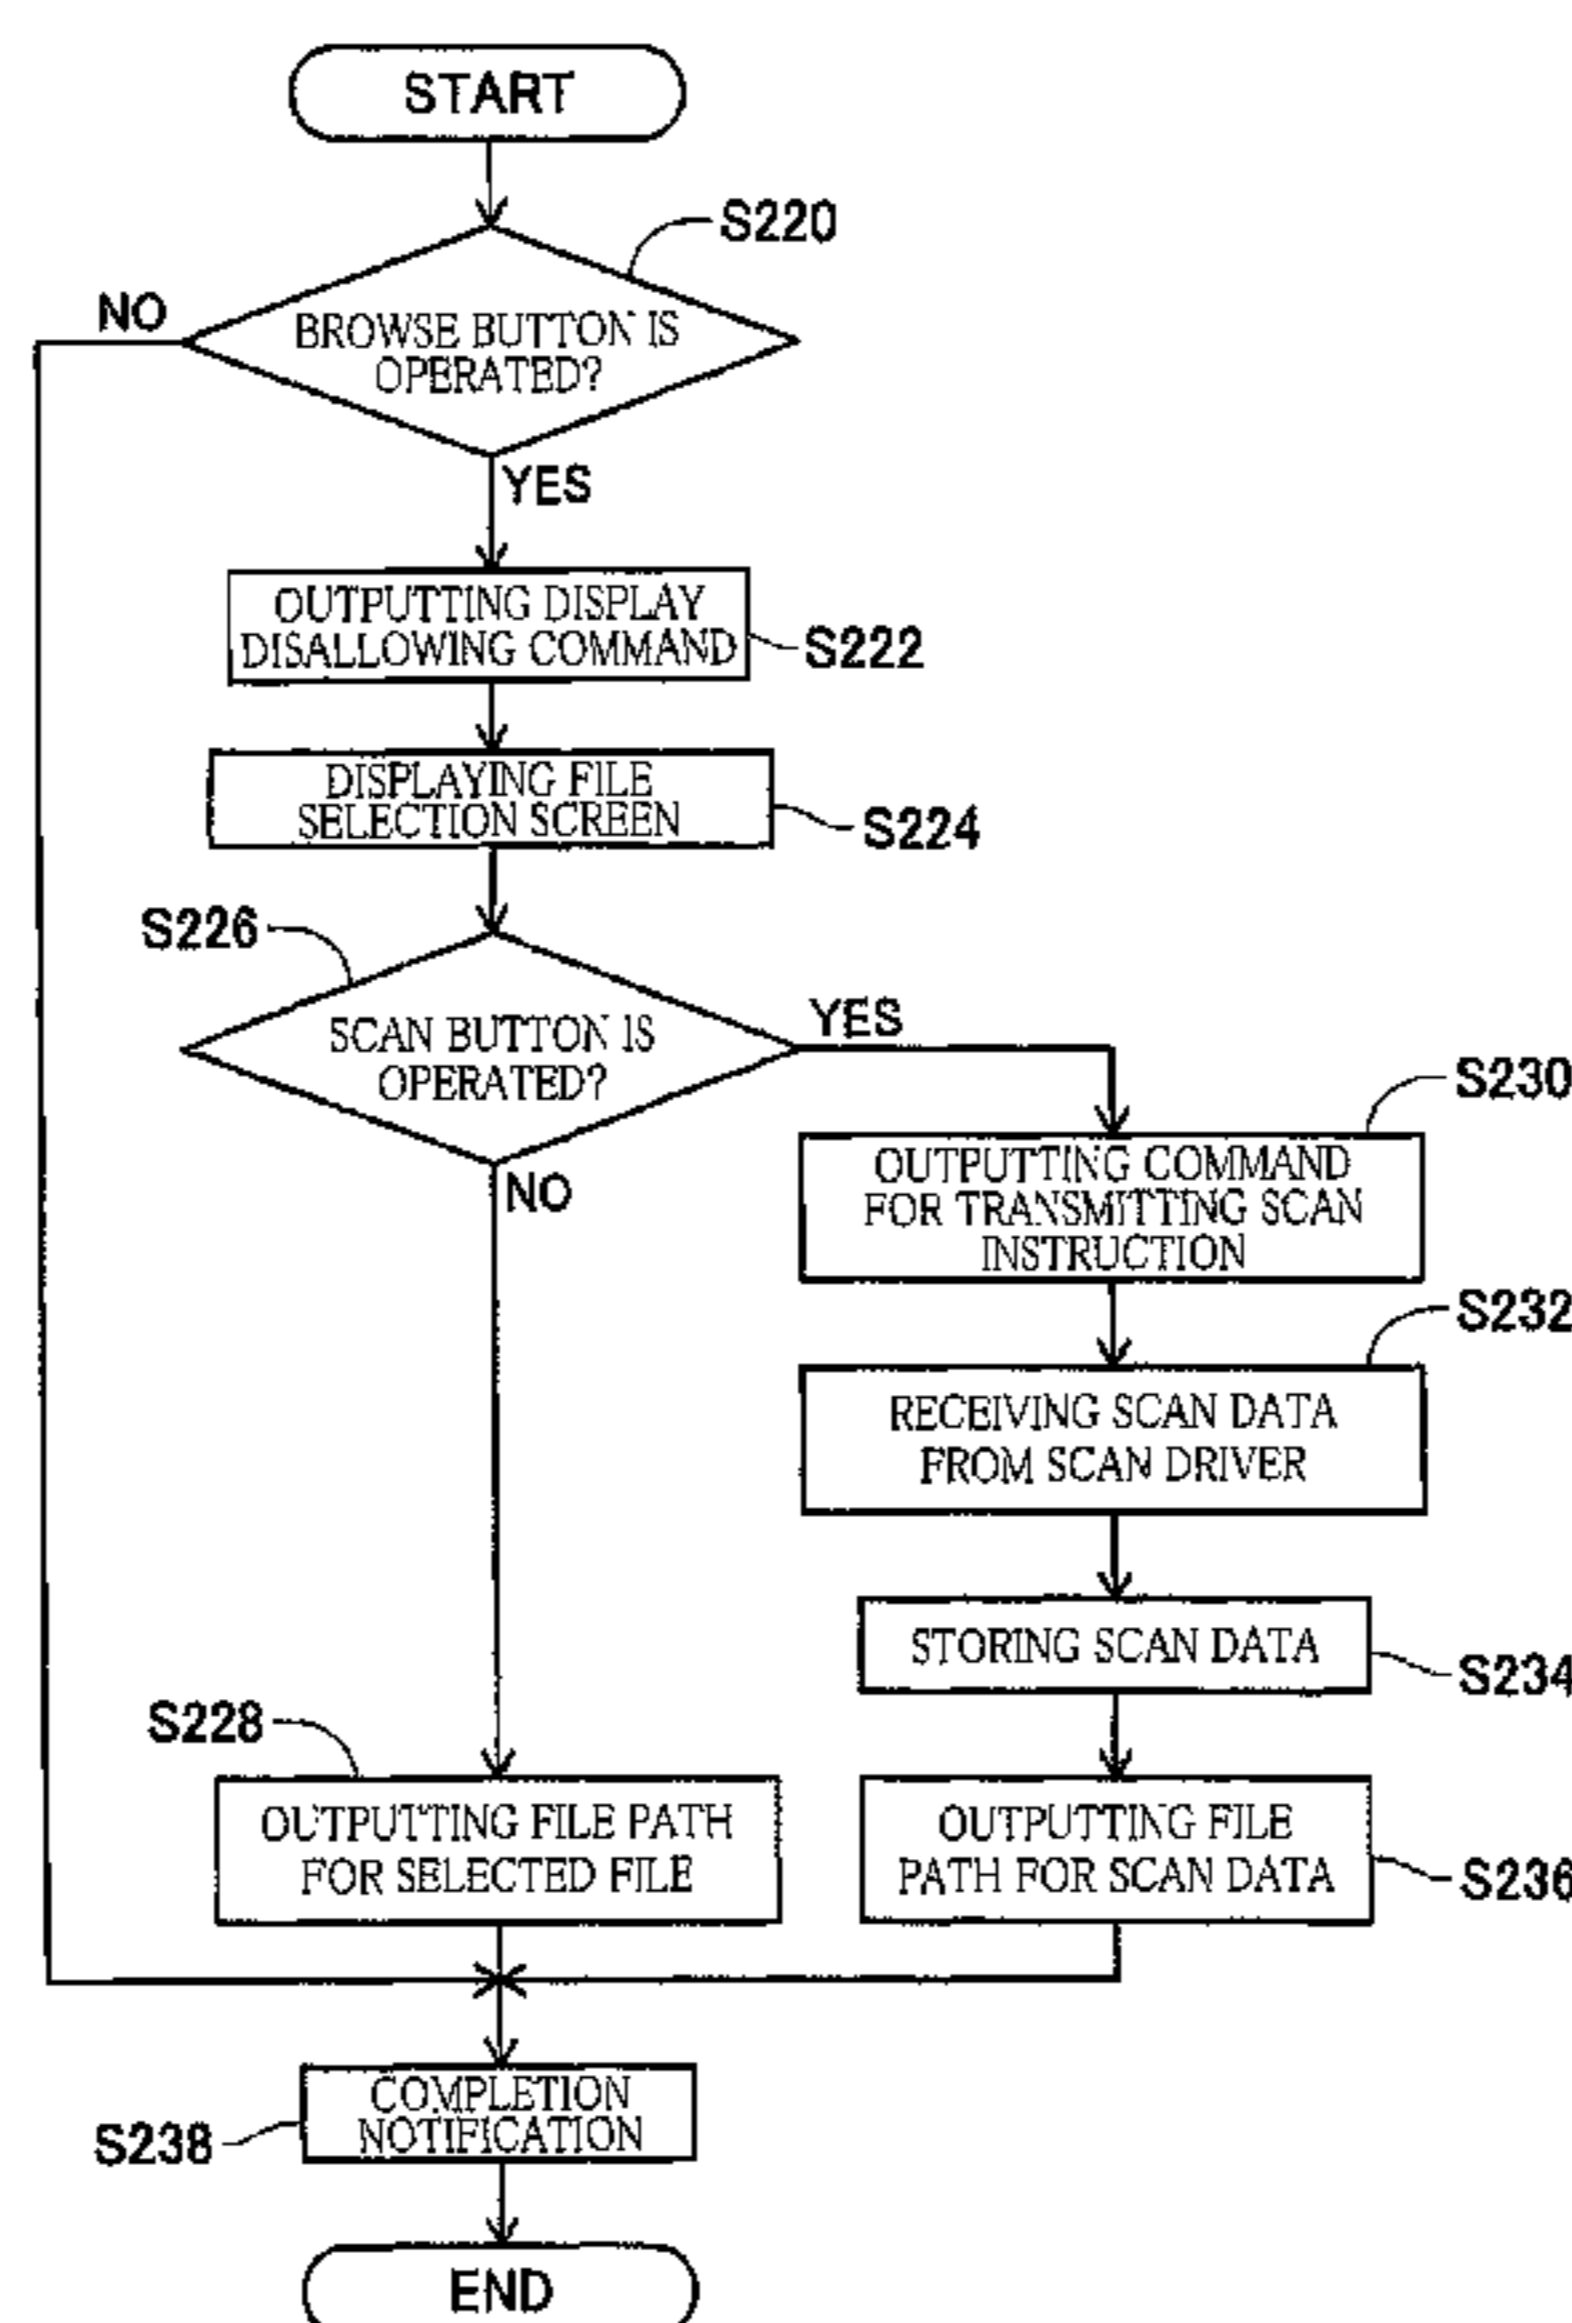 START
S220
NO
BROWSE BUTTON IS
OPERATED?
YES
OUTPUTTING DISPLAY
DISALLOWING COMMAND
S222
DISPLAYING FILE
SELECTION SCREEN
S224
S226
SCAN BUTTON IS
OPERATED?
YES
NO
S230
OUTPUTTING COMMAND
FOR TRANSMITTING SCAN
INSTRUCTION
S232
RECEIVING SCAN DATA
FROM SCAN DRIVER
STORING SCAN DATA
S234
S228
OUTPUTTING FILE PATH
FOR SELECTED FILE
OUTPUTTING FILE
PATH FOR SCAN DATA
S236
COMPLETION
NOTIFICATION
S238
END